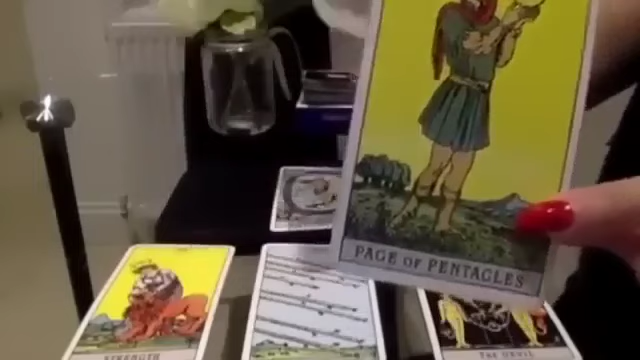 PAGE OF PENTACLES
STRENGTH
THE DEVIL